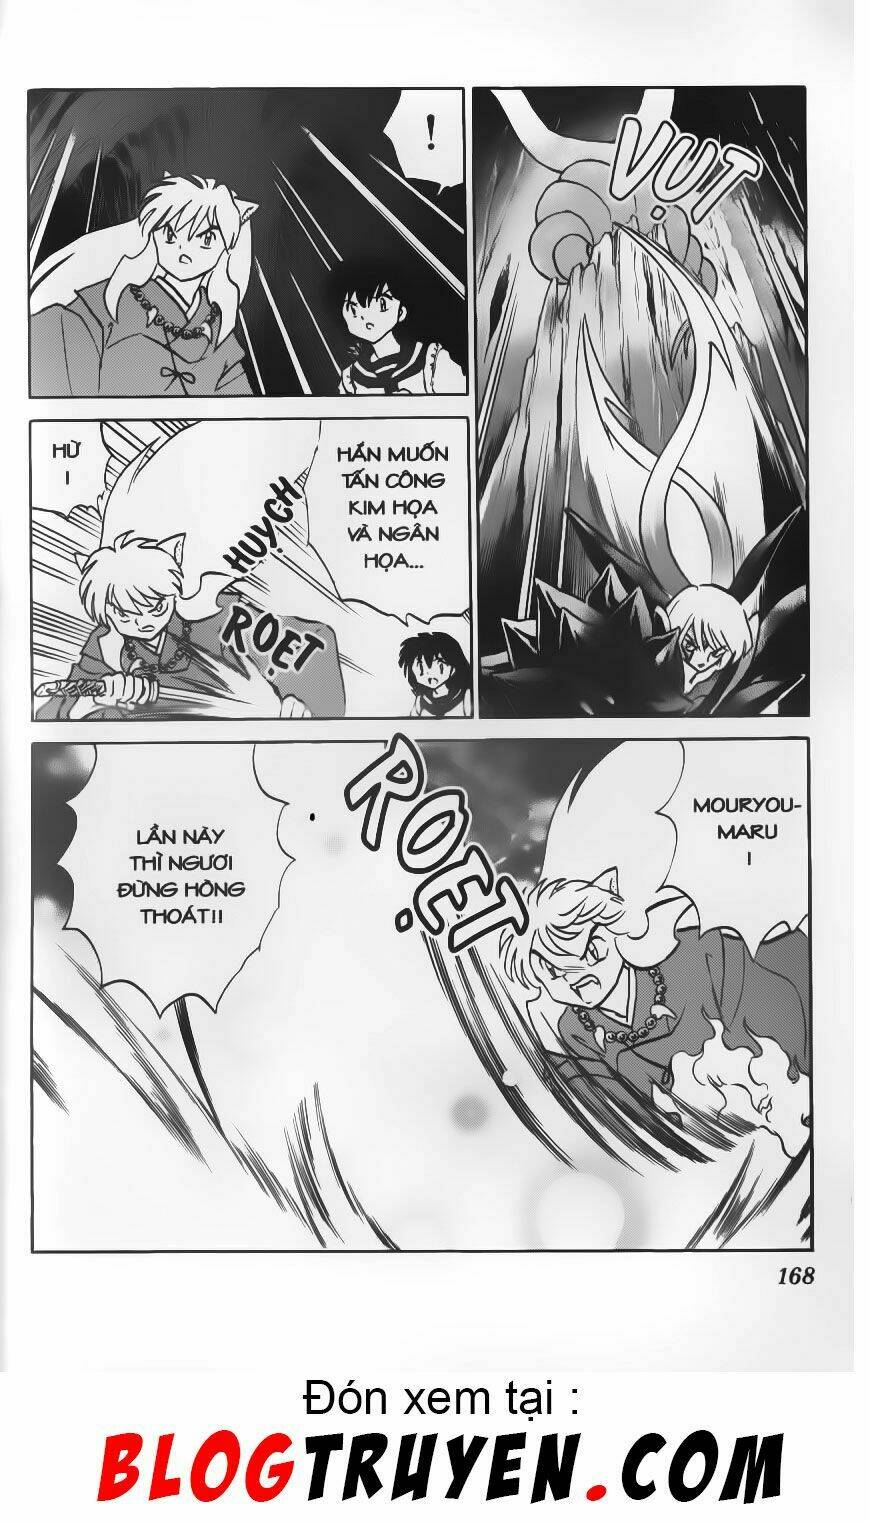 VỤT
!
HẮN MUỐN
TẤN CÔNG
KIM HỌA
VÀ NGÂN
HỌA...
HỪ
!
HUỴCH
ROẸT
MOURYOU-
MARU
!
ROẸT
LẦN NÀY
THÌ NGƯƠI
ĐỪNG HÒNG
THOÁT!!
168
Đón xem tại :
BLOGTRUYEN.COM